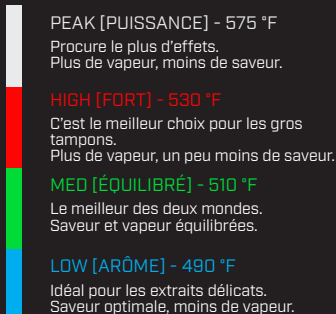 PEAK [PUISSANCE] - 575 °F
Procure le plus d'effets.
Plus de vapeur, moins de saveur.
HIGH [FORT] - 530 °F
C'est le meilleur choix pour les gros
tampons.
Plus de vapeur, un peu moins de saveur.
MED [ÉQUILIBRÉ] - 510 °F
Le meilleur des deux mondes.
Saveur et vapeur équilibrées.
LOW [ARÔME] - 490 °F
Idéal pour les extraits délicats.
Saveur optimale, moins de vapeur.